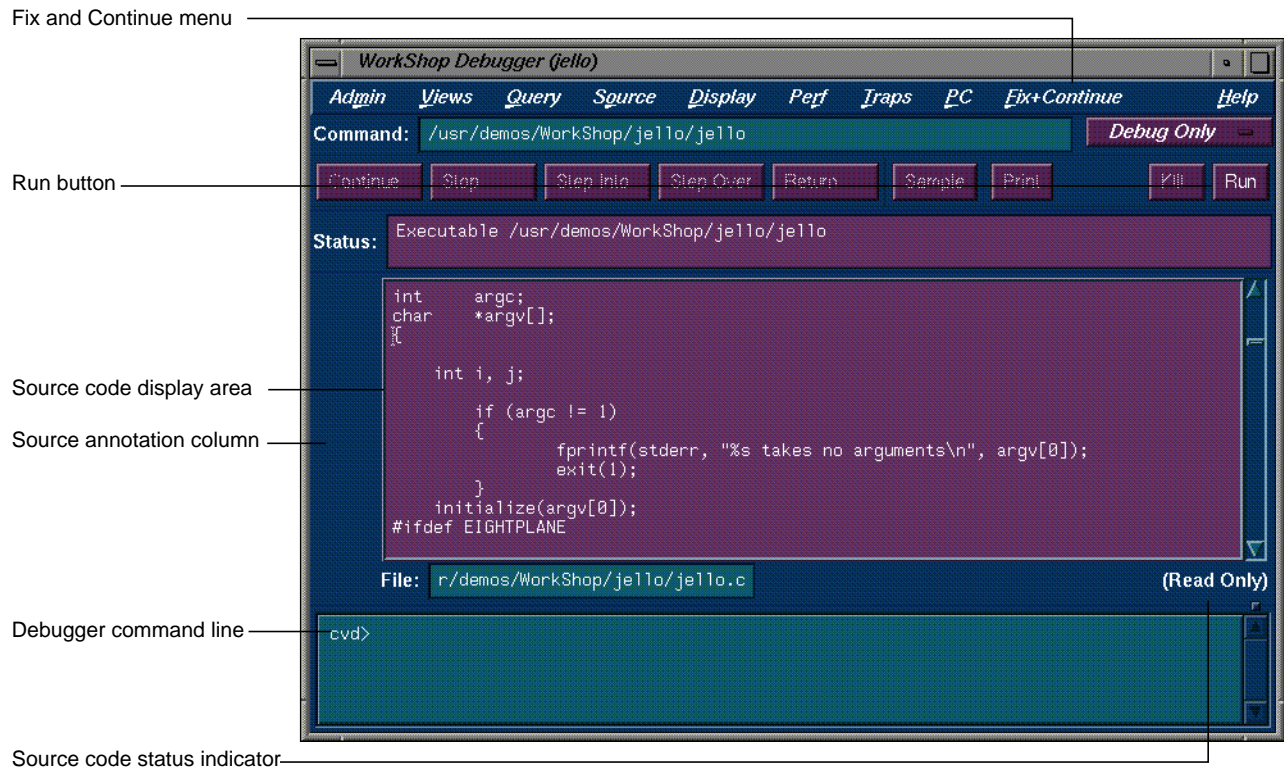 Fix and Continue menu
WorkShop Debugger (jello)
Admin Views Query Source Display Perf Traps PC Fix+Continue Help
Command: /usr/demos/WorkShop/jello/jello Debug Only
Run button
Continue Stop Step Into Step Over Return Sample Print Kill Run
Status: Executable /usr/demos/WorkShop/jello/jello
int argc;
char *argv[];
{
int i, j;
Source code display area
if (argc != 1)
{
Source annotation column
fprintf(stderr, "%s takes no arguments\n", argv[0]);
exit(1);
}
initialize(argv[0]);
#ifdef EIGHTPLANE
File: r/demos/WorkShop/jello/jello.c (Read Only)
Debugger command line
cvd>
Source code status indicator